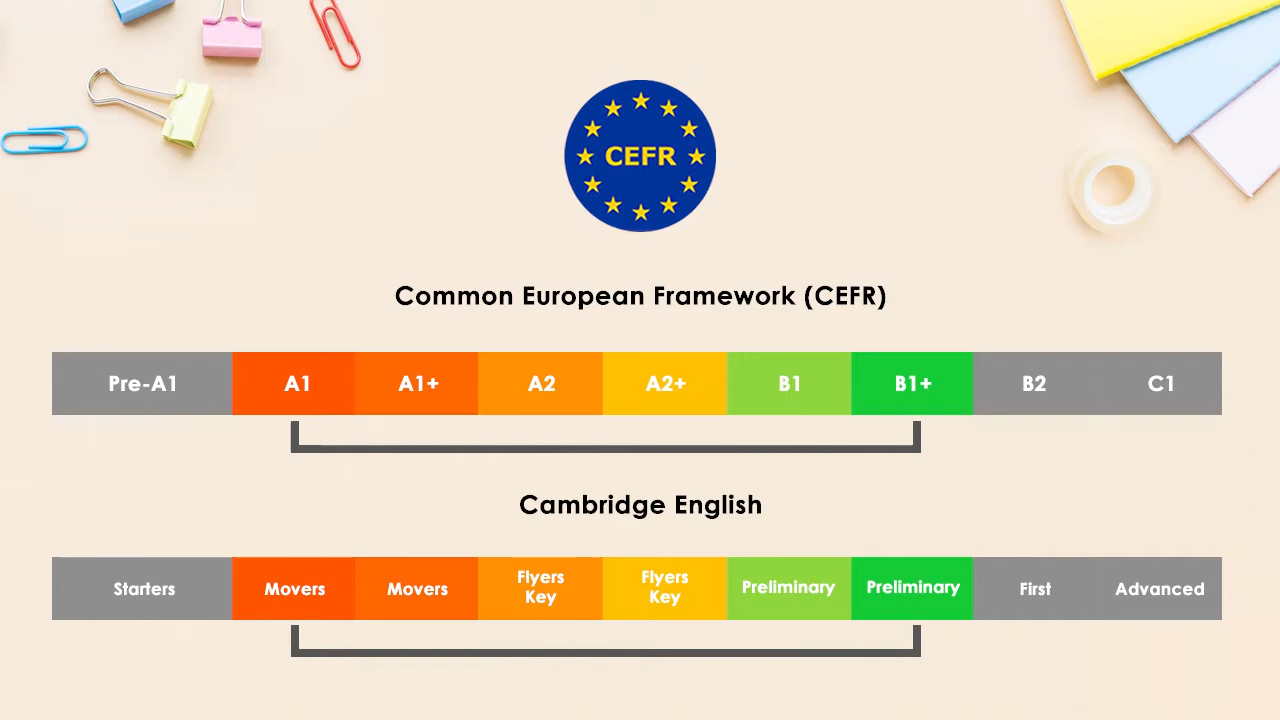 CEFR
Common European Framework (CEFR)
Pre-A1 A1 A1+ A2 A2+ B1 B1+ B2 C1
Cambridge English
Starters Movers Movers Flyers Key Flyers Key Preliminary Preliminary First Advanced